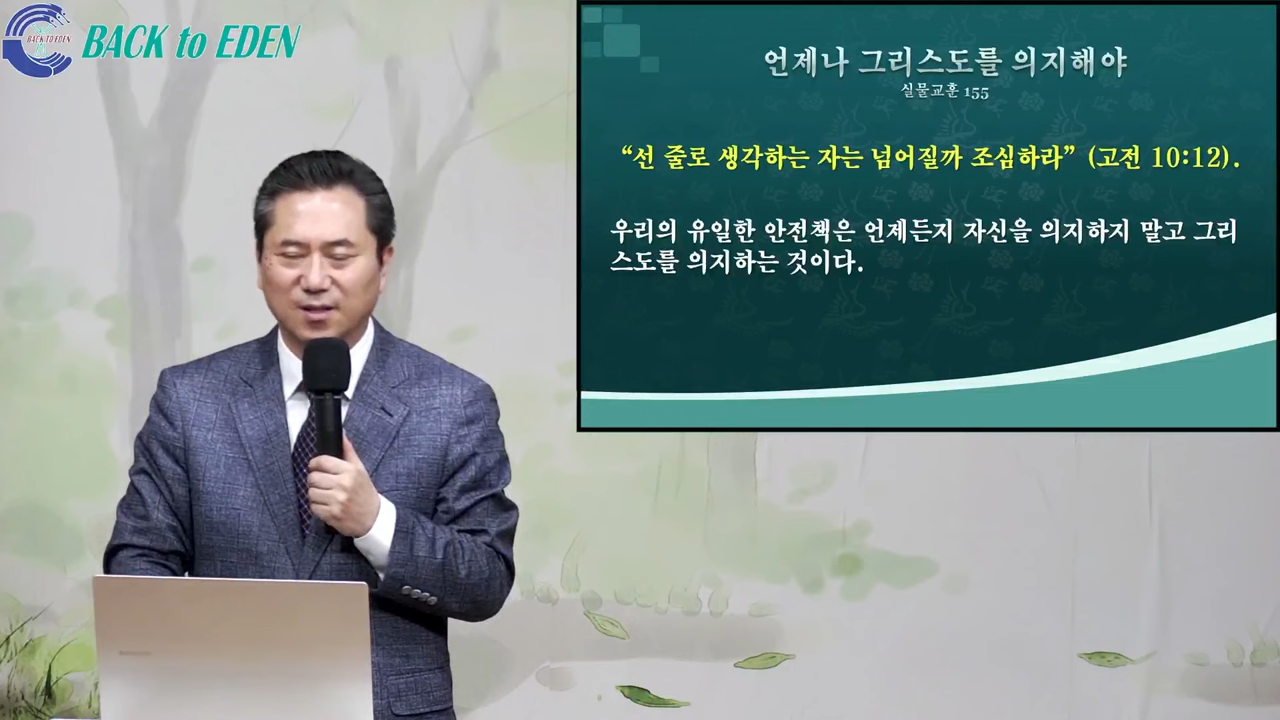 BACK TO EDEN
BACK to EDEN
언제나 그리스도를 의지해야
실물교훈 155
“선 줄로 생각하는 자는 넘어질까 조심하라” (고전 10:12).
우리의 유일한 안전책은 언제든지 자신을 의지하지 말고 그리
스도를 의지하는 것이다.